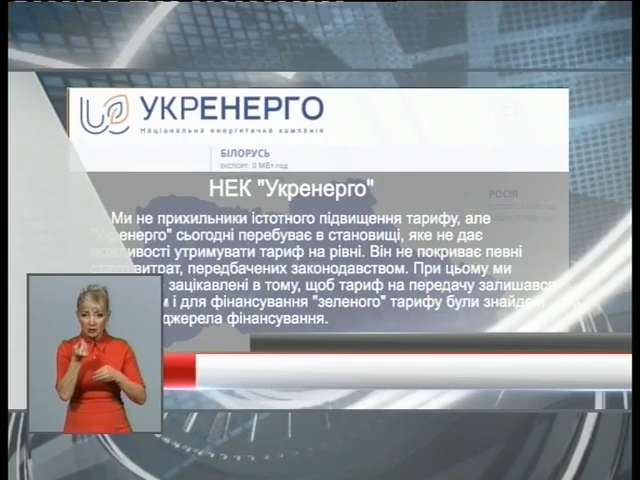 УКРЕНЕРГО
Національна енергетична компанія
БІЛОРУСЬ
ЕКСПОРТ: 0 МВт·год
НЕК "Укренерго"
РОСІЯ
Ми не прихильники істотного підвищення тарифу, але
"Укренерго" сьогодні перебуває в становищі, яке не дає
можливості утримувати тариф на рівні. Він не покриває певні
витрат, передбачених законодавством. При цьому ми
зацікавлені в тому, щоб тариф на передачу залишався
і для фінансування "зеленого" тарифу були знайдені
джерела фінансування.